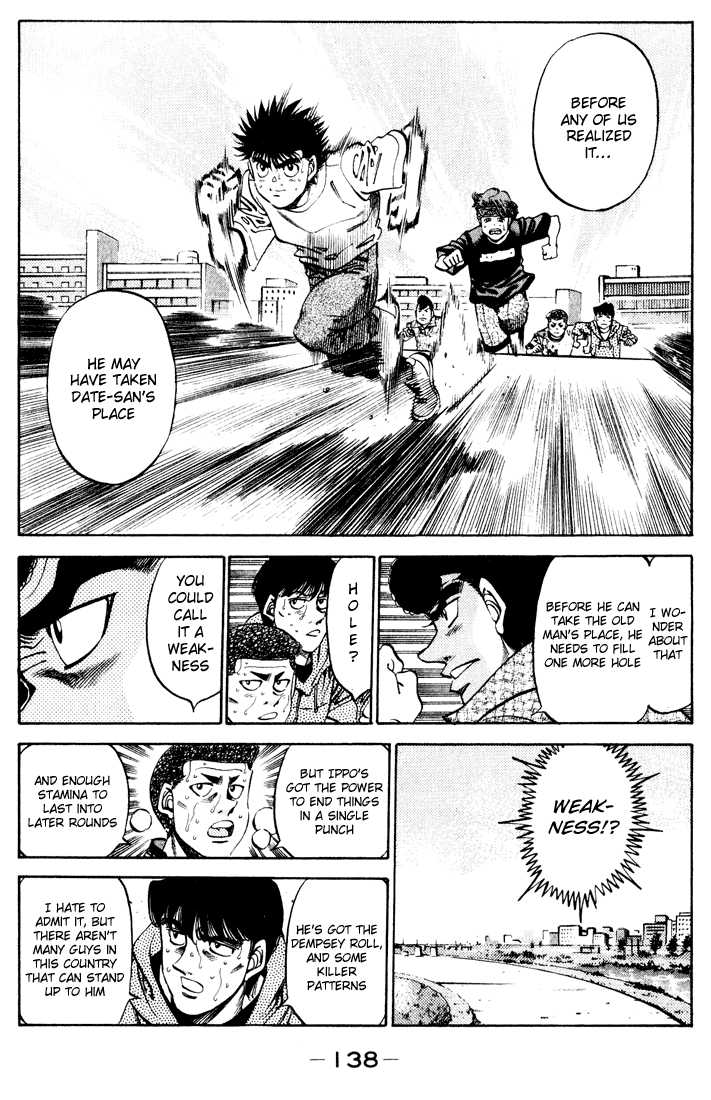 BEFORE
ANY OF US
REALIZED
IT...
HE MAY
HAVE TAKEN
DATE-SAN'S
PLACE
I WO-
NDER
ABOUT
THAT
BEFORE HE CAN
TAKE THE OLD
MAN'S PLACE, HE
NEEDS TO FILL
ONE MORE HOLE
HOLE?
YOU
COULD
CALL
IT A
WEAK-
NESS
WEAK-
NESS!?
BUT IPPO'S
GOT THE POWER
TO END THINGS
IN A SINGLE
PUNCH
AND ENOUGH
STAMINA TO
LAST INTO
LATER ROUNDS
HE'S GOT THE
DEMPSEY ROLL,
AND SOME
KILLER
PATTERNS
I HATE TO
ADMIT IT, BUT
THERE AREN'T
MANY GUYS IN
THIS COUNTRY
THAT CAN STAND
UP TO HIM
－138－